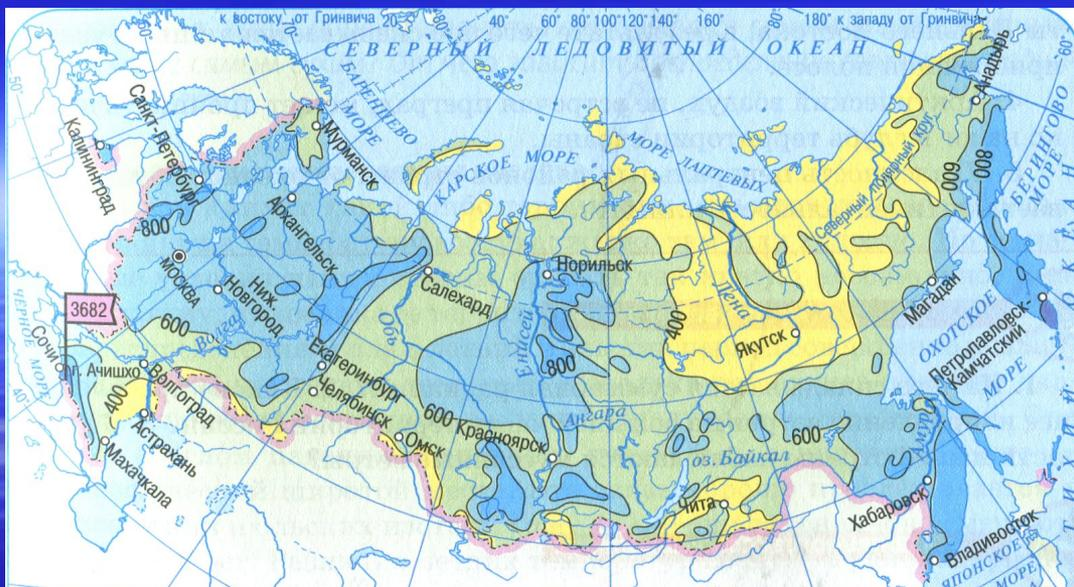 к востоку от Гринвича 20° 40° 60° 80° 100° 120° 140° 160° 180° к западу от Гринвича
СЕВЕРНЫЙ ЛЕДОВИТЫЙ ОКЕАН
Анадырь
БАРЕНЦЕВО
МОРЕ
Мурманск
КАРСКОЕ МОРЕ
МОРЕ ЛАПТЕВЫХ
Северный полярный круг
600
800
БЕРИНГОВО
МОРЕ
Санкт-Петербург
Калининград
Архангельск
800
МОСКВА
Ниж.
Новгород
Салехард
Норильск
Обь
Енисей
800
Лена
400
Якутск
Магадан
ОХОТСКОЕ
МОРЕ
Петропавловск-
Камчатский
3682
ЧЕРНОЕ МОРЕ
Сочи
г. Ачишхо
600
Волга
Волгоград
400
Астрахань
Махачкала
Екатеринбург
Челябинск
Омск
600
Красноярск
Ангара
оз. Байкал
600
Чита
Амур
Хабаровск
Владивосток
ЯПОНСКОЕ
МОРЕ